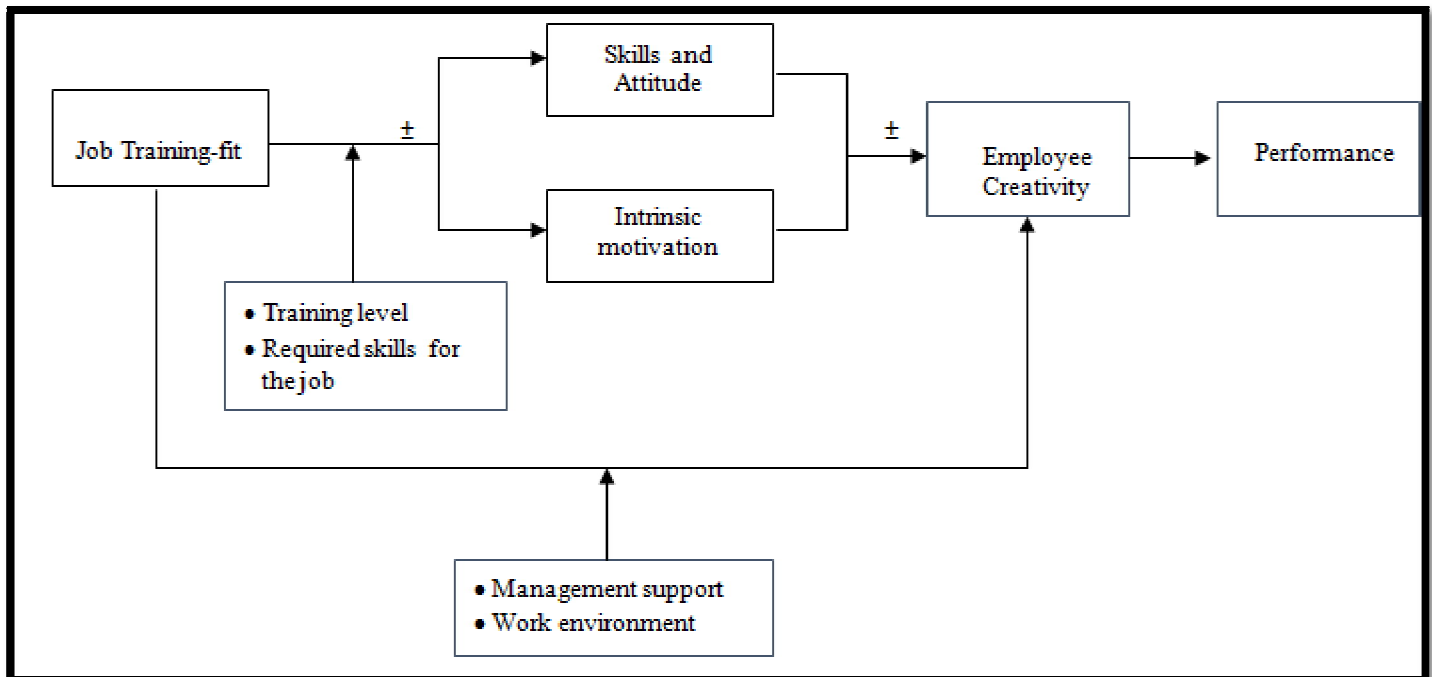 Skills and
Attitude
Job Training-fit
±
±
Employee
Creativity
Performance
Intrinsic
motivation
• Training level
• Required skills for
the job
• Management support
• Work environment